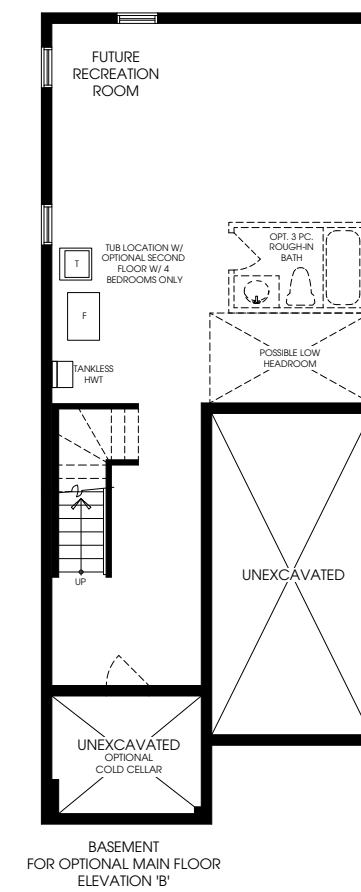 FUTURE
RECREATION
ROOM
TUB LOCATION W/
OPTIONAL SECOND
FLOOR W/ 4
BEDROOMS ONLY
T
F
OPT. 3 PC.
ROUGH-IN
BATH
POSSIBLE LOW
HEADROOM
TANKLESS
HWT
UP
UNEXCAVATED
UNEXCAVATED
OPTIONAL
COLD CELLAR
BASEMENT
FOR OPTIONAL MAIN FLOOR
ELEVATION 'B'